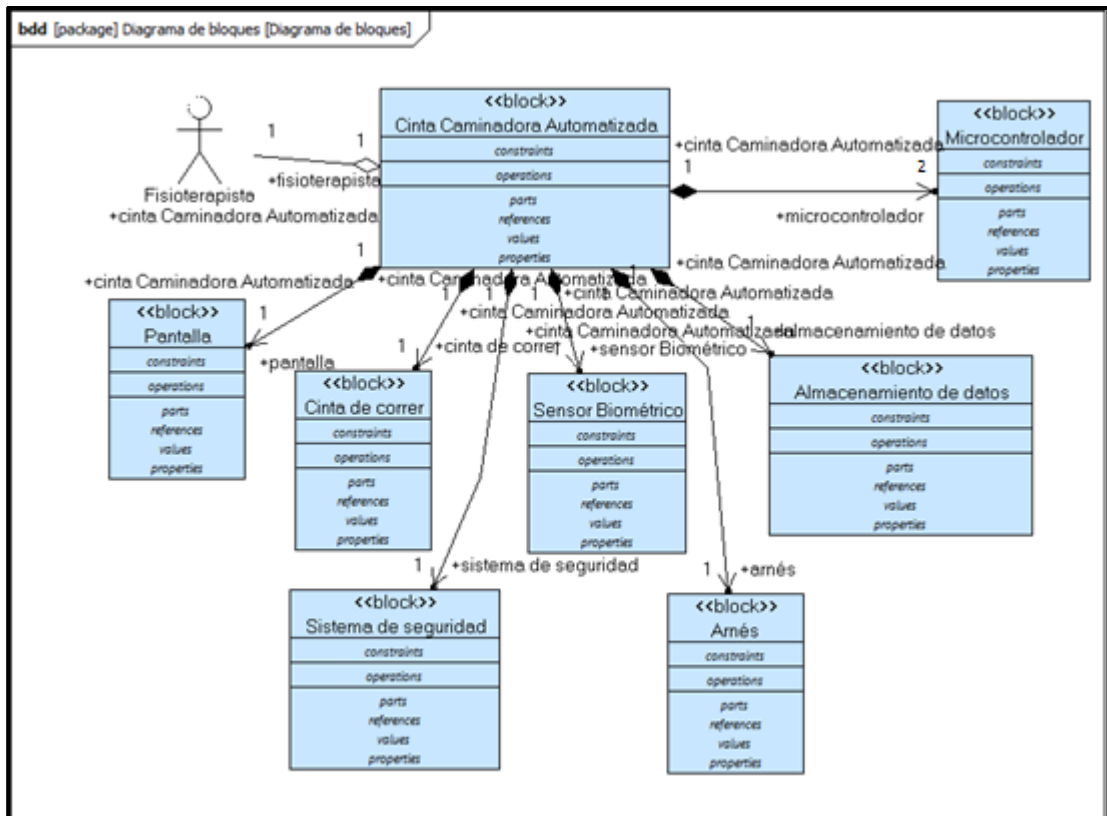 bdd [package] Diagrama de bloques [Diagrama de bloques]
<<block>>
Cinta Caminadora Automatizada
constraints
operations
parts
references
values
properties
1
1
+fisioterapista
Fisioterapista
+cinta Caminadora Automatizada
+cinta Caminadora Automatizada
1
2
+microcontrolador
<<block>>
Microcontrolador
constraints
operations
parts
references
values
properties
1
+cinta Caminadora Automatizada
1
+pantalla
<<block>>
Pantalla
constraints
operations
parts
references
values
properties
+cinta Caminadora Automatizada
1
1
+cinta de correr
<<block>>
Cinta de correr
constraints
operations
parts
references
values
properties
+cinta Caminadora Automatizada
1
1
+sistema de seguridad
<<block>>
Sistema de seguridad
constraints
operations
parts
references
values
properties
+cinta Caminadora Automatizada
1
1
+sensor Biométrico
<<block>>
Sensor Biométrico
constraints
operations
parts
references
values
properties
+cinta Caminadora Automatizada
1
1
+arnés
<<block>>
Arnés
constraints
operations
parts
references
values
properties
+cinta Caminadora Automatizada
1
1
+almacenamiento de datos
<<block>>
Almacenamiento de datos
constraints
operations
parts
references
values
properties